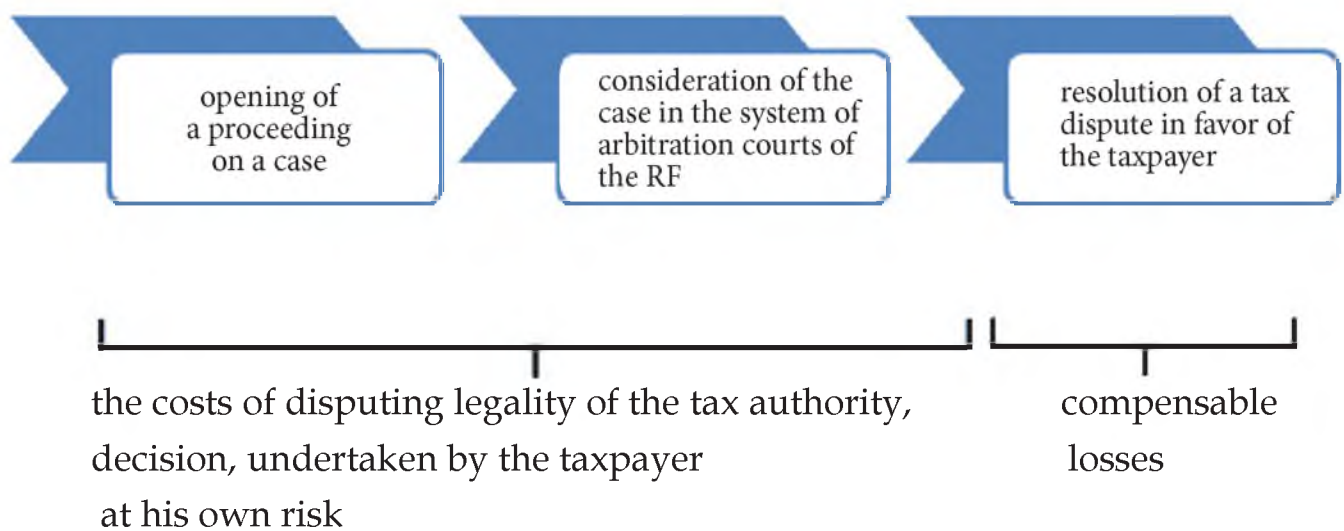 opening of
a proceeding
on a case
consideration of the
case in the system of
arbitration courts of
the RF
resolution of a tax
dispute in favor of
the taxpayer
the costs of disputing legality of the tax authority,
decision, undertaken by the taxpayer
at his own risk
compensable
losses